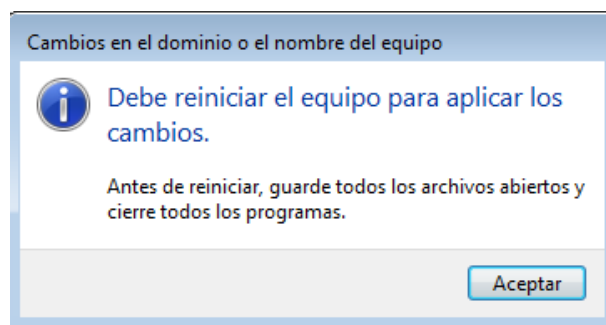 Cambios en el dominio o el nombre del equipo
Debe reiniciar el equipo para aplicar los
cambios.
Antes de reiniciar, guarde todos los archivos abiertos y
cierre todos los programas.
Aceptar